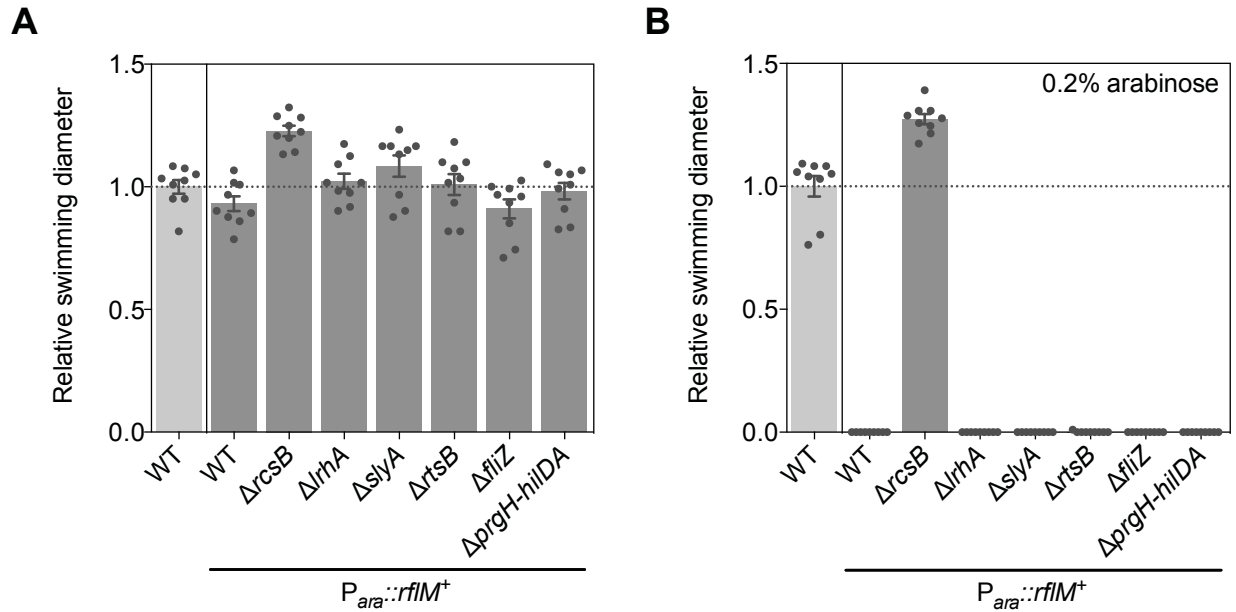 A
Relative swimming diameter
1.5
1.0
0.5
0.0
WT
WT
ΔrcsB
ΔlrhA
ΔslyA
ΔrtsB
ΔfliZ
ΔprgH-hilDA
Para::rflM+
B
0.2% arabinose
Relative swimming diameter
1.5
1.0
0.5
0.0
WT
WT
ΔrcsB
ΔlrhA
ΔslyA
ΔrtsB
ΔfliZ
ΔprgH-hilDA
Para::rflM+